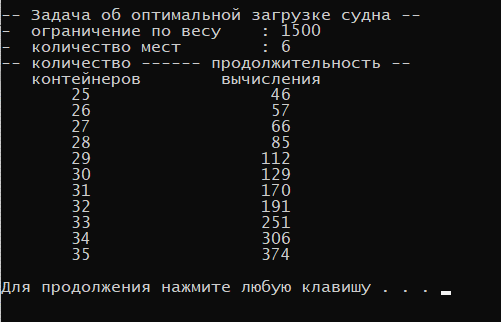 -- Задача об оптимальной загрузке судна --
-  ограничение по весу    : 1500
-  количество мест        : 6
-- количество ------ продолжительность --
   контейнеров        вычисления
       25                 46
       26                 57
       27                 66
       28                 85
       29                112
       30                129
       31                170
       32                191
       33                251
       34                306
       35                374
Для продолжения нажмите любую клавишу . . .